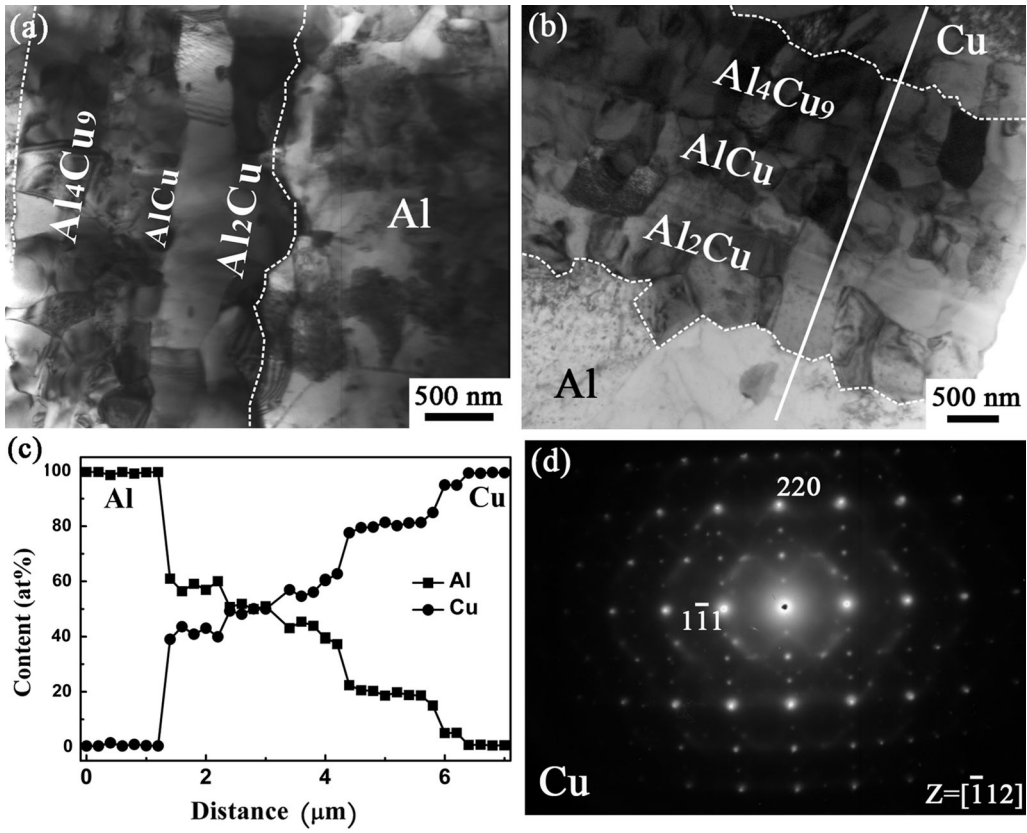 (a)
Al₄Cu₉
AlCu
Al₂Cu
Al
500 nm
(b)
Cu
Al₄Cu₉
AlCu
Al₂Cu
Al
500 nm
(c)
Content (at%)
100
80
60
40
20
0
Al
Cu
Al
Cu
0 2 4 6
Distance (μm)
(d)
220
11̅1
Cu
Z=[1̅12]